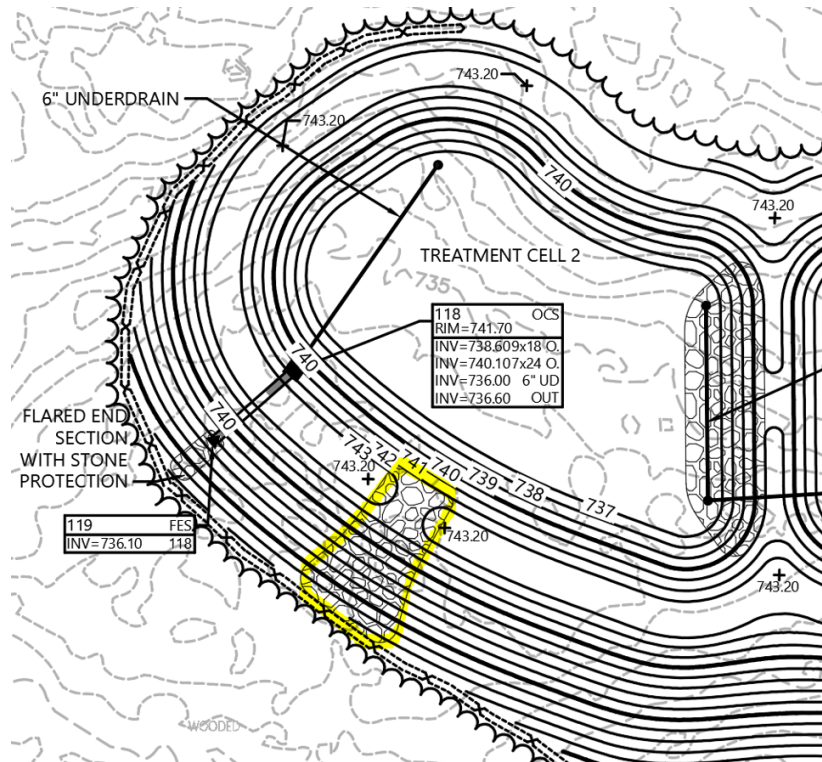 743.20
6" UNDERDRAIN
743.20
740
743.20
TREATMENT CELL 2
735
118 OCS
RIM=741.70
INV=738.609x18 O.
INV=740.107x24 O.
INV=736.00 6" UD
INV=736.60 OUT
740
740
FLARED END
SECTION
WITH STONE
PROTECTION
743 742 741 740 739 738 737
743.20
119 FES
INV=736.10 118
743.20
743.20
WOODED